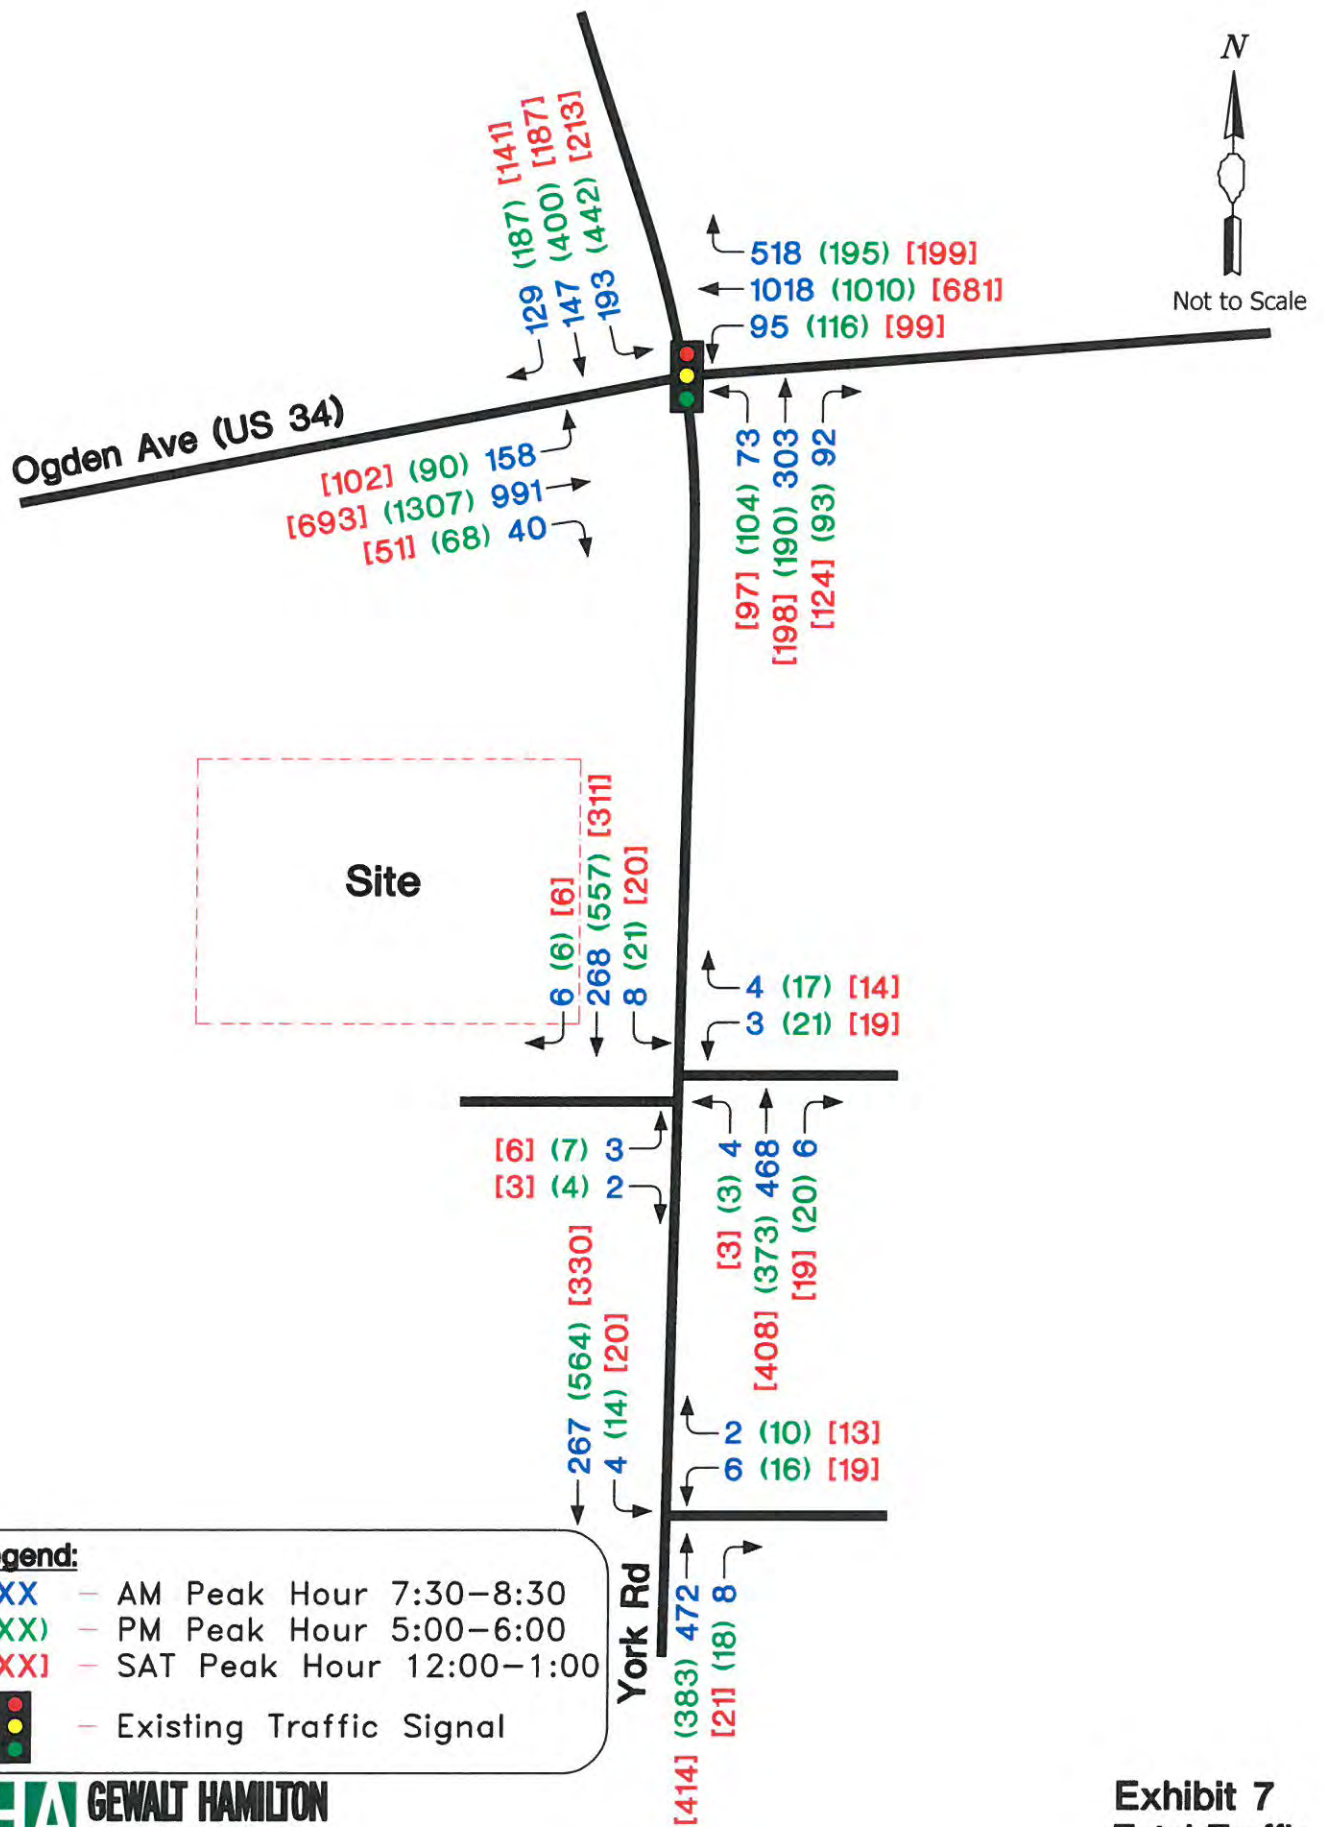 N
Not to Scale
129 (187) [141]
147 (400) [187]
193 (442) [213]
518 (195) [199]
1018 (1010) [681]
95 (116) [99]
Ogden Ave (US 34)
[102] (90) 158
[693] (1307) 991
[51] (68) 40
[97] (104) 73
[198] (190) 303
[124] (93) 92
Site
6 (6) [6]
268 (557) [311]
8 (21) [20]
4 (17) [14]
3 (21) [19]
[6] (7) 3
[3] (4) 2
[3] (3) 4
[408] (373) 468
[19] (20) 6
267 (564) [330]
4 (14) [20]
2 (10) [13]
6 (16) [19]
York Rd
[414] (383) 472
[21] (18) 8
gend:
XX – AM Peak Hour 7:30-8:30
XX) – PM Peak Hour 5:00-6:00
XX] – SAT Peak Hour 12:00-1:00
– Existing Traffic Signal
GEWALT HAMILTON
Exhibit 7
Total Traffic